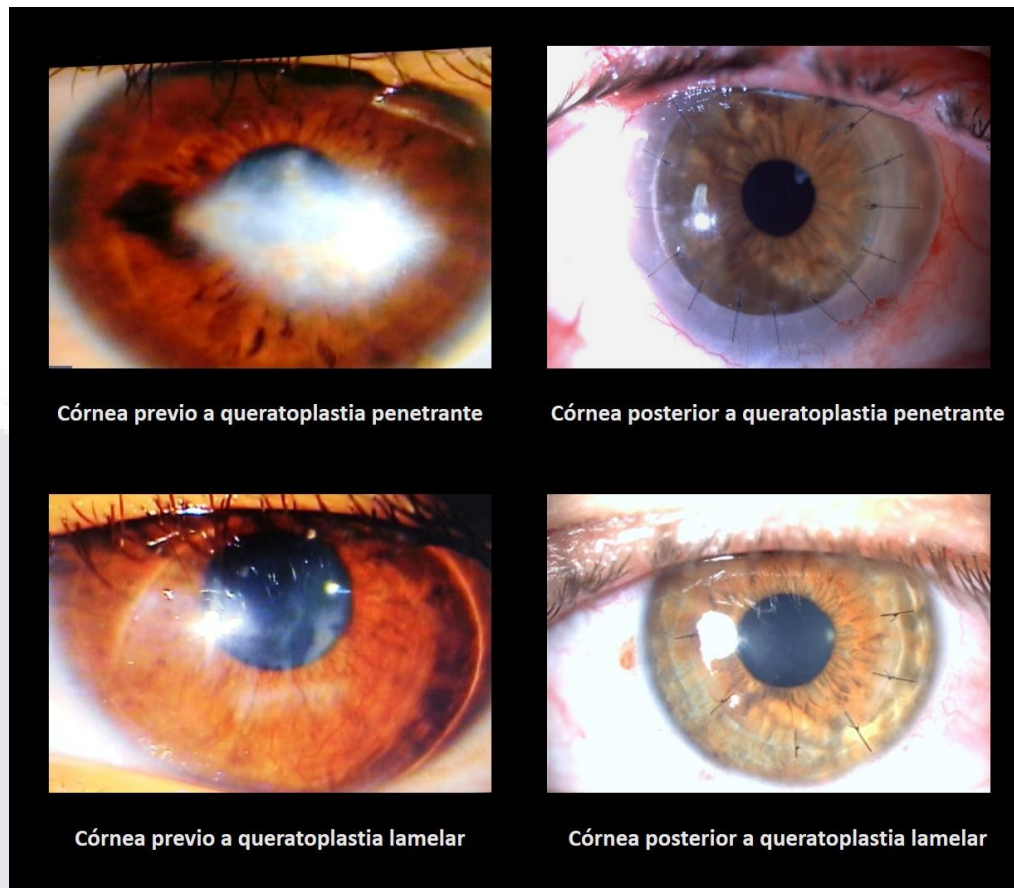 Córnea previo a queratoplastia penetrante
Córnea posterior a queratoplastia penetrante
Córnea previo a queratoplastia lamelar
Córnea posterior a queratoplastia lamelar